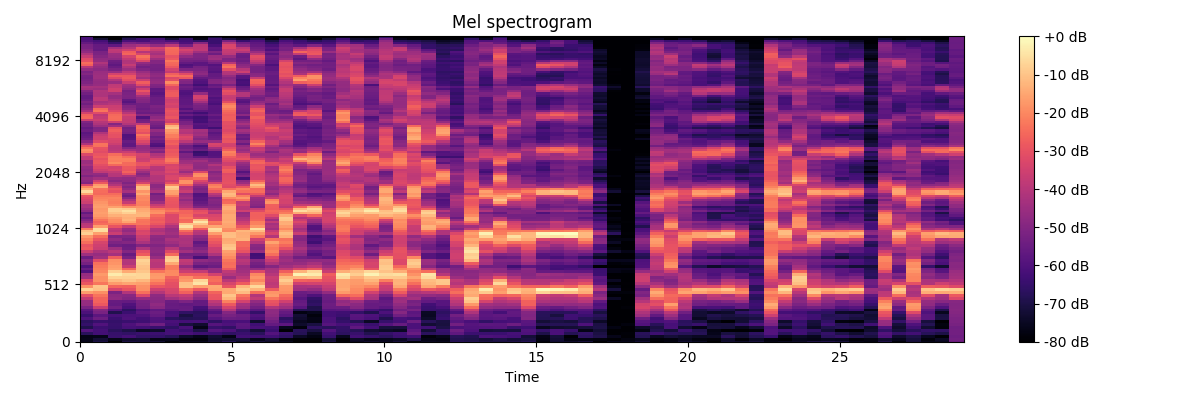 Mel spectrogram
Hz
8192
4096
2048
1024
512
0
0 5 10 15 20 25
Time
+0 dB
-10 dB
-20 dB
-30 dB
-40 dB
-50 dB
-60 dB
-70 dB
-80 dB